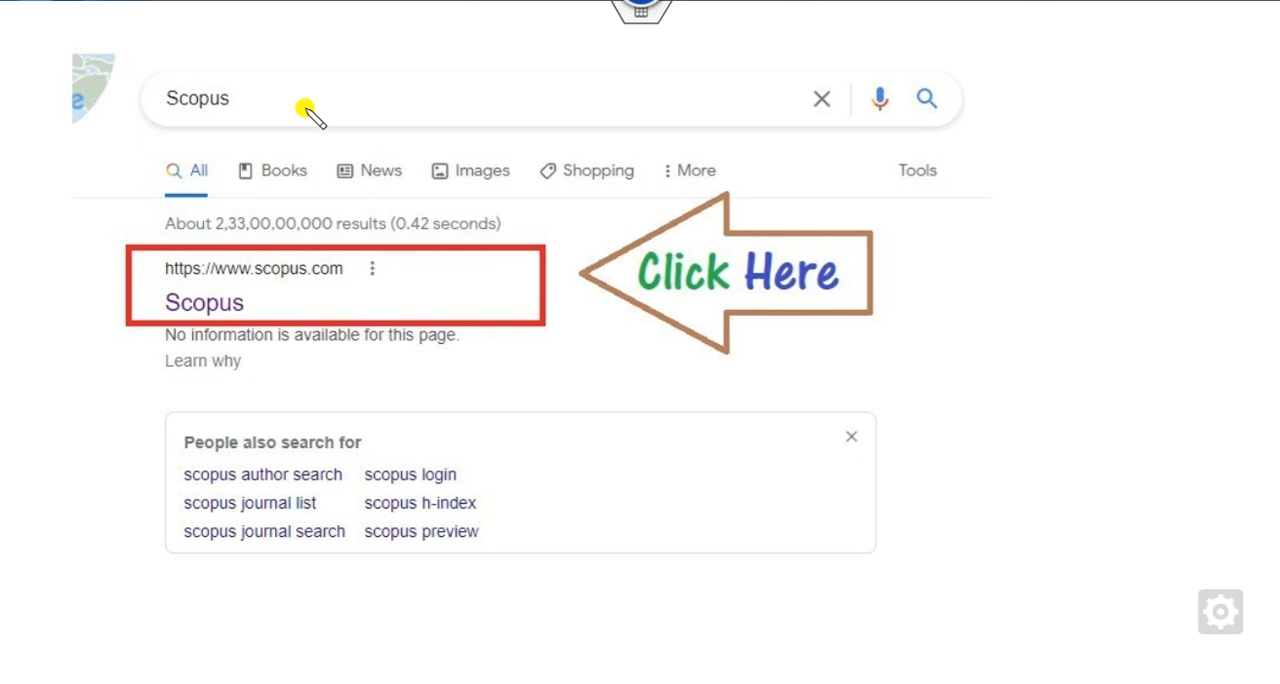 Scopus
All Books News Images Shopping More Tools
About 2,33,00,00,000 results (0.42 seconds)
https://www.scopus.com
Scopus
Click Here
No information is available for this page.
Learn why
People also search for
scopus author search scopus login
scopus journal list scopus h-index
scopus journal search scopus preview